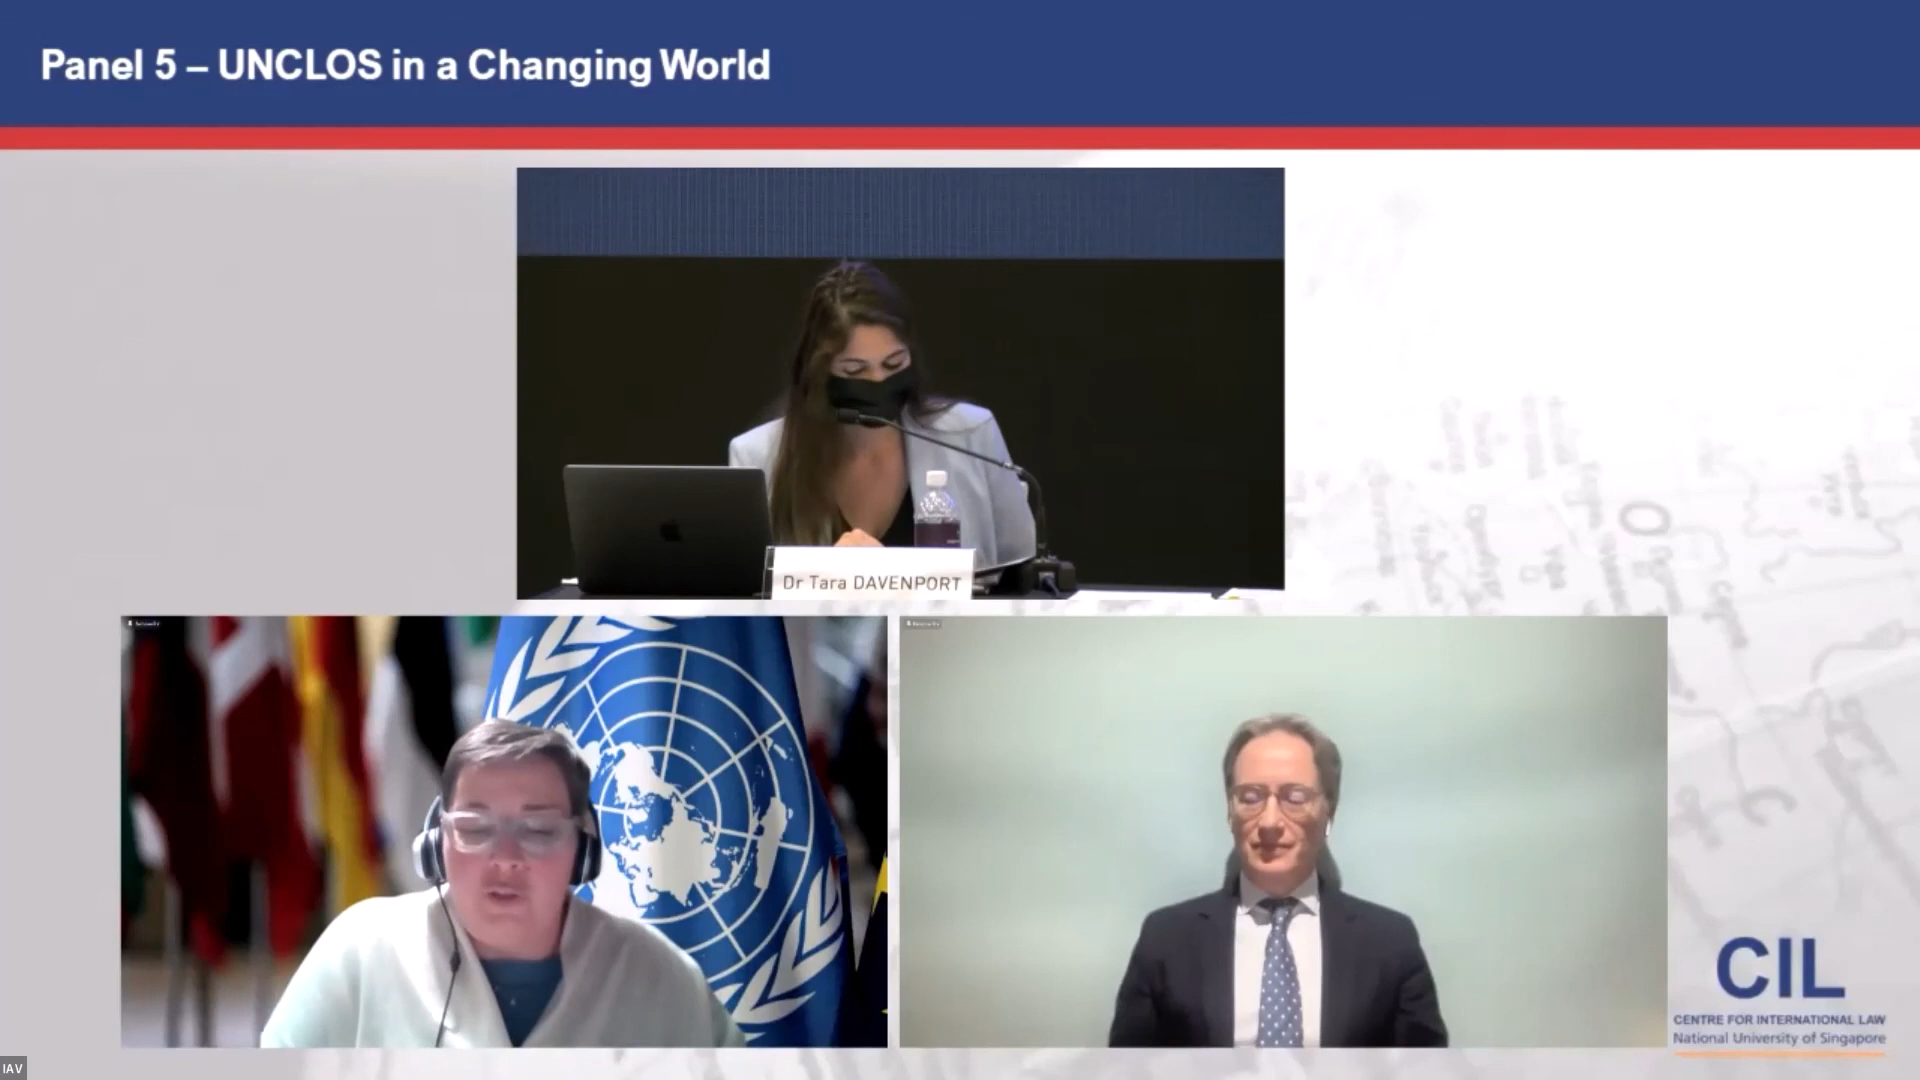 Panel 5 – UNCLOS in a Changing World
Dr Tara DAVENPORT
CIL
CENTRE FOR INTERNATIONAL LAW
National University of Singapore
IAV